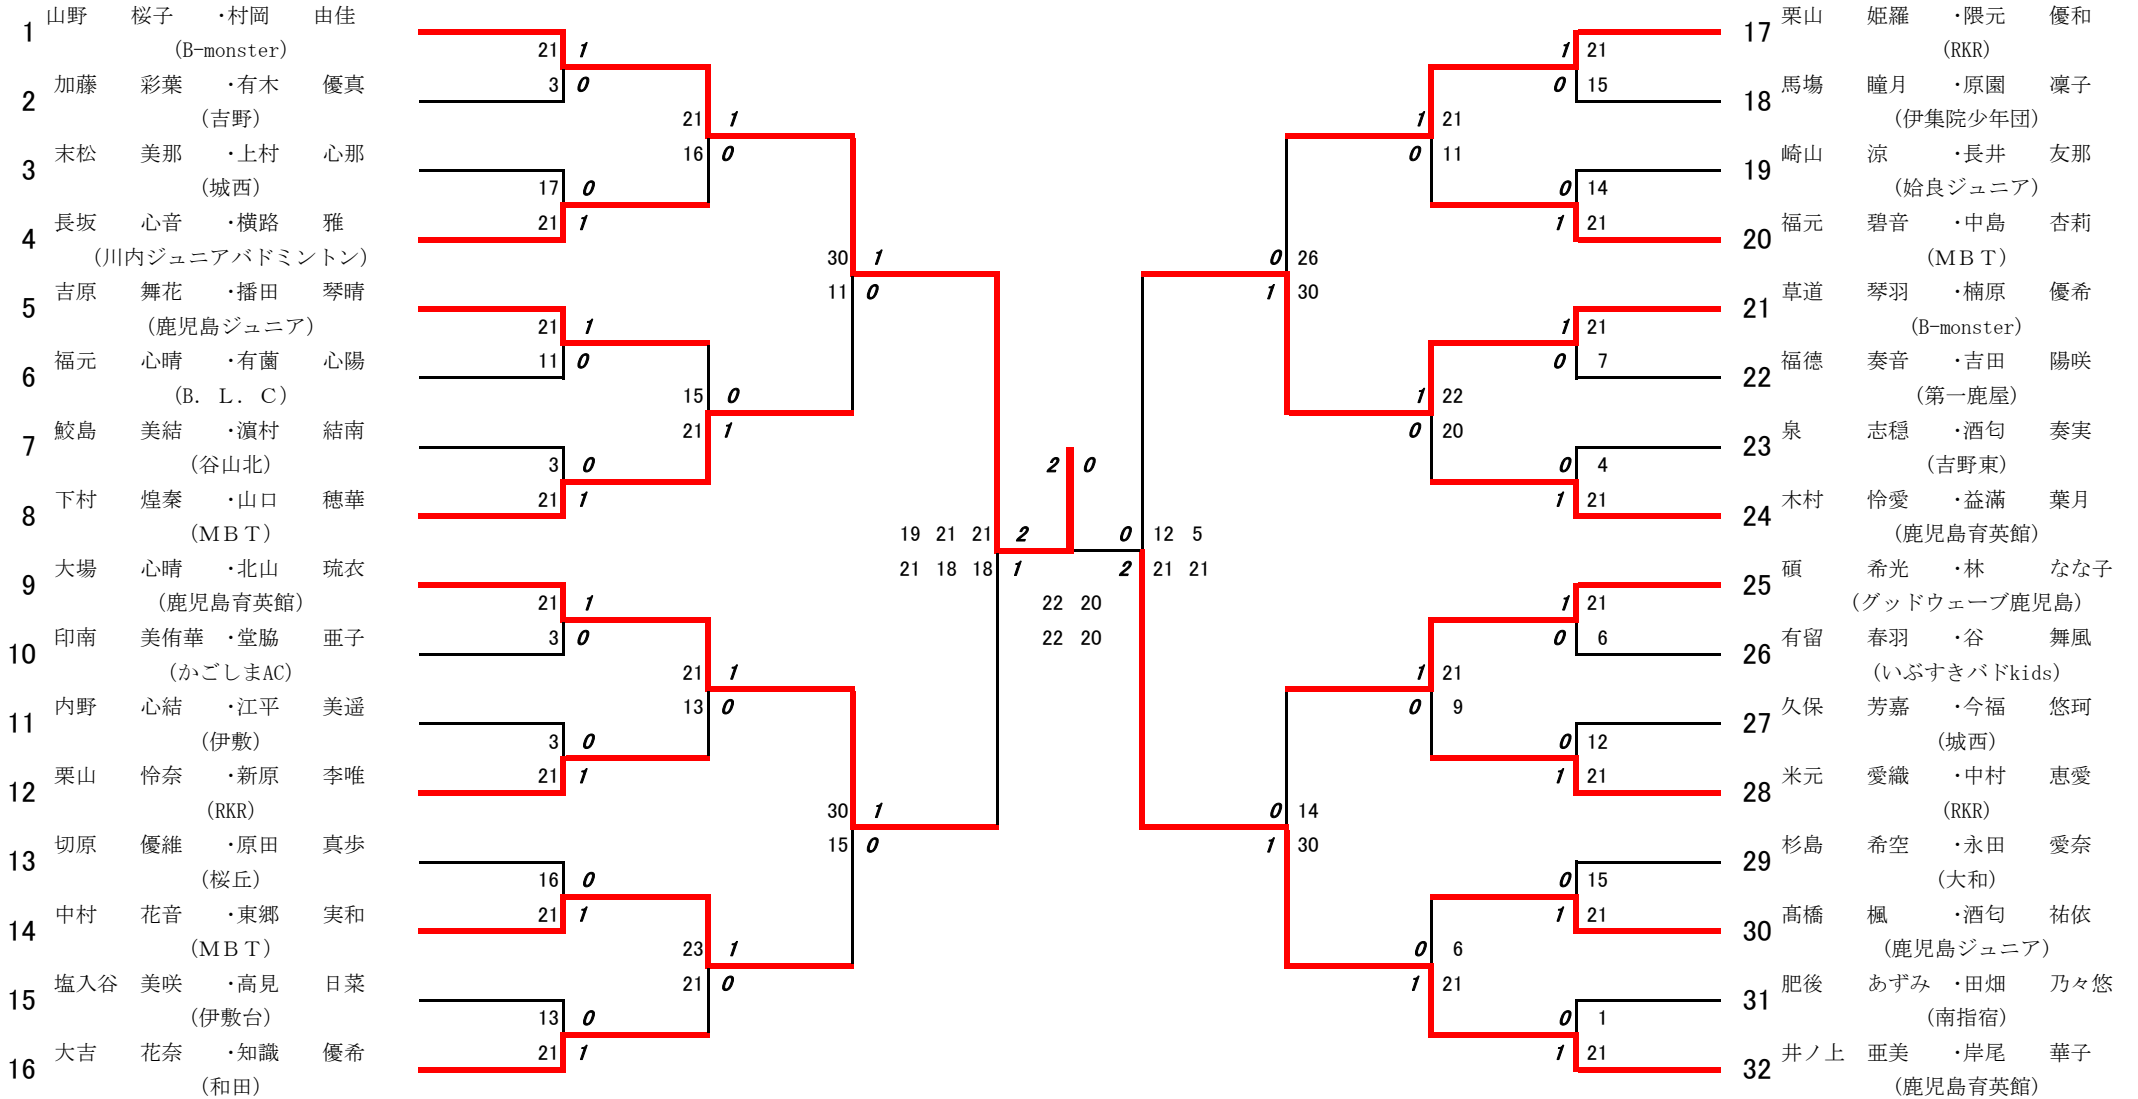 1 山野 桜子 ・村岡 由佳
(B-monster)
21 1
2 加藤 彩葉 ・有木 優真
3 0
(吉野)
21 1
3 末松 美那 ・上村 心那
16 0
(城西)
17 0
4 長坂 心音 ・横路 雅
21 1
(川内ジュニアバドミントン)
30 1
5 吉原 舞花 ・播田 琴晴
11 0
(鹿児島ジュニア)
21 1
6 福元 心晴 ・有薗 心陽
11 0
(B. L. C)
15 0
7 鮫島 美結 ・濵村 結南
21 1
(谷山北)
3 0
8 下村 煌秦 ・山口 穂華
21 1
(MBT)
19 21 21 2
9 大場 心晴 ・北山 琉衣
21 18 18 1
(鹿児島育英館)
21 1
10 印南 美侑華 ・堂脇 亜子
3 0
(かごしまAC)
21 1
11 内野 心結 ・江平 美遥
13 0
(伊敷)
3 0
12 栗山 怜奈 ・新原 李唯
21 1
(RKR)
30 1
13 切原 優維 ・原田 真歩
15 0
(桜丘)
16 0
14 中村 花音 ・東郷 実和
21 1
(MBT)
23 1
15 塩入谷 美咲 ・高見 日菜
21 0
(伊敷台)
13 0
16 大吉 花奈 ・知識 優希
21 1
(和田)
2 0
22 20
22 20
17 栗山 姫羅 ・隈元 優和
(RKR)
1 21
18 馬場 瞳月 ・原園 凜子
0 15
(伊集院少年団)
1 21
19 崎山 涼 ・長井 友那
0 11
(姶良ジュニア)
0 14
20 福元 碧音 ・中島 杏莉
1 21
(MBT)
0 26
21 草道 琴羽 ・楠原 優希
1 30
(B-monster)
1 21
22 福德 奏音 ・吉田 陽咲
0 7
(第一鹿屋)
1 22
23 泉 志穏 ・酒匂 奏実
0 20
(吉野東)
0 4
24 木村 怜愛 ・益満 葉月
1 21
(鹿児島育英館)
0 12 5
25 碩 希光 ・林 なな子
2 21 21
(グッドウェーブ鹿児島)
1 21
26 有留 春羽 ・谷 舞風
0 6
(いぶすきバドkids)
1 21
27 久保 芳嘉 ・今福 悠珂
0 9
(城西)
0 12
28 米元 愛織 ・中村 恵愛
1 21
(RKR)
0 14
29 杉島 希空 ・永田 愛奈
1 30
(大和)
0 15
30 髙橋 楓 ・酒匂 祐依
1 21
(鹿児島ジュニア)
0 6
31 肥後 あずみ ・田畑 乃々悠
1 21
(南指宿)
0 1
32 井ノ上 亜美 ・岸尾 華子
1 21
(鹿児島育英館)